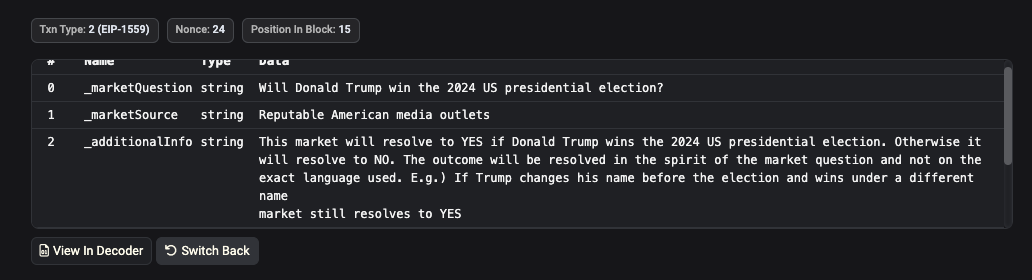 Txn Type: 2 (EIP-1559) Nonce: 24 Position In Block: 15
# Name Type Data
0 _marketQuestion string Will Donald Trump win the 2024 US presidential election?
1 _marketSource string Reputable American media outlets
2 _additionalInfo string This market will resolve to YES if Donald Trump wins the 2024 US presidential election. Otherwise it
will resolve to NO. The outcome will be resolved in the spirit of the market question and not on the
exact language used. E.g.) If Trump changes his name before the election and wins under a different
name
market still resolves to YES
View In Decoder Switch Back